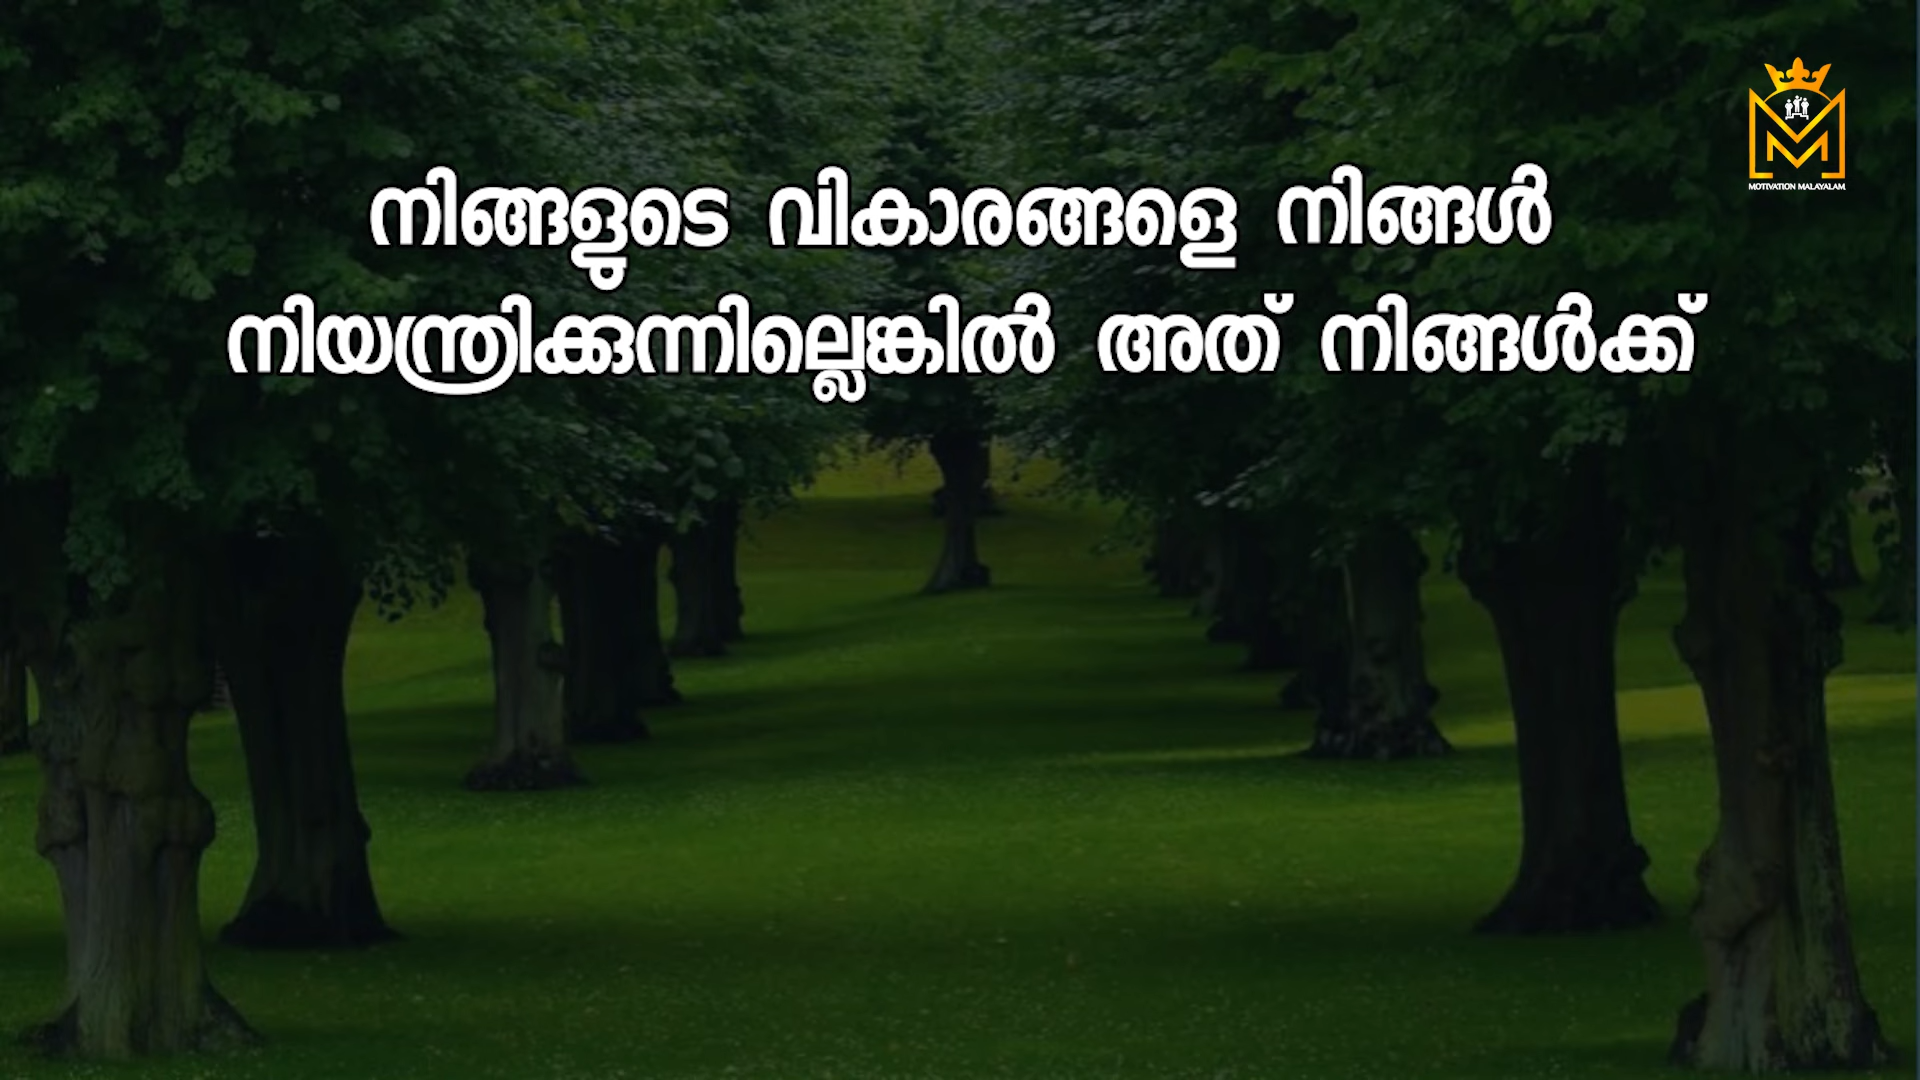 നിങ്ങളുടെ വികാരങ്ങളെ നിങ്ങൾ
നിയന്ത്രിക്കുന്നില്ലെങ്കിൽ അത് നിങ്ങൾക്ക്
MOTIVATION MALAYALAM